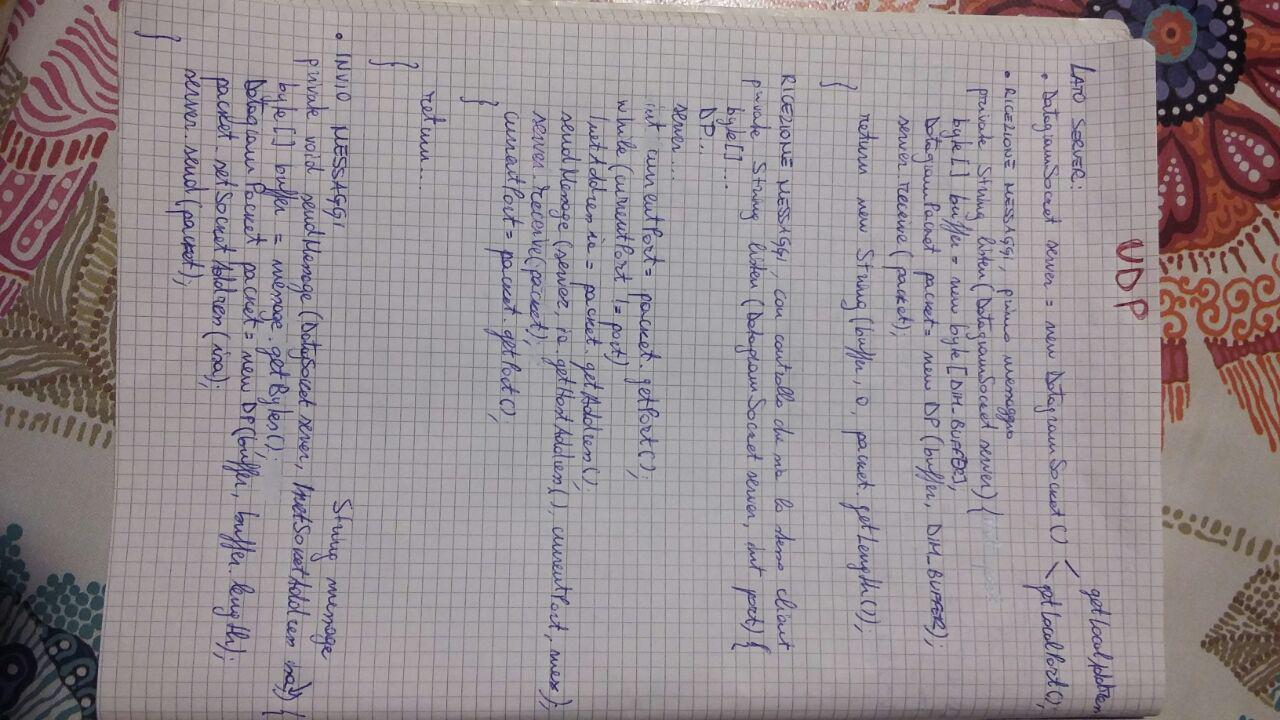 UDP
LATO SERVER:
• DatagramSocket server = new DatagramSocket() getLocalAddress
getLocalPort();
• RICEZIONE MESSAGGI, primo messaggio
private String listen (DatagramSocket server) {
byte[] buffer = new byte[DIM_BUFFER];
DatagramPacket packet = new DP (buffer, DIM_BUFFER);
server.receive (packet);
return new String (buffer, 0, packet.getLength());
}
RICEZIONE MESSAGGI, con controllo che sia lo stesso client
private String listen (DatagramSocket server, int port) {
byte[]....
DP...
server....
int currentPort = packet.getPort();
while (currentPort != port)
InetAddress ia = packet.getAddress();
sendMessage (server, ia.getHostAddress(), currentPort, mess);
server.receive(packet);
currentPort = packet.getPort();
}
return....
}
• INVIO MESSAGGI
String message
private void sendMessage (DatagSocket server, InetSocketAddress isa) {
byte[] buffer = message.getBytes();
DatagramPacket packet = new DP(buffer, buffer.length);
packet.setSocketAddress(isa);
server.send(packet);
}